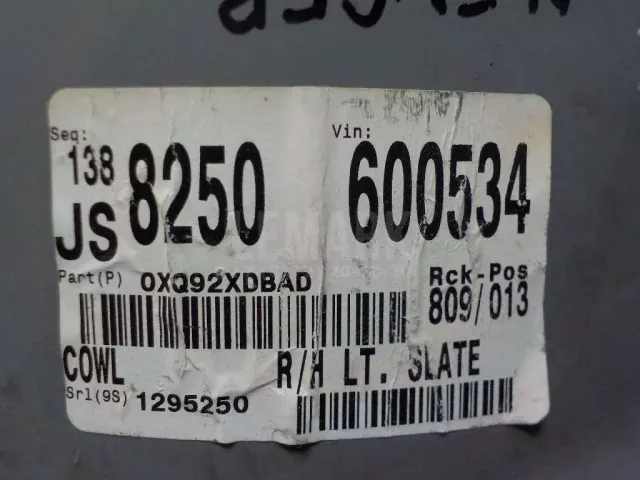 Seq: Vin:
138 8250 600534
JS
Part(P) 0XQ92XDBAD Rck-Pos
809/013
COWL R/H LT. SLATE
Srl(9S) 1295250